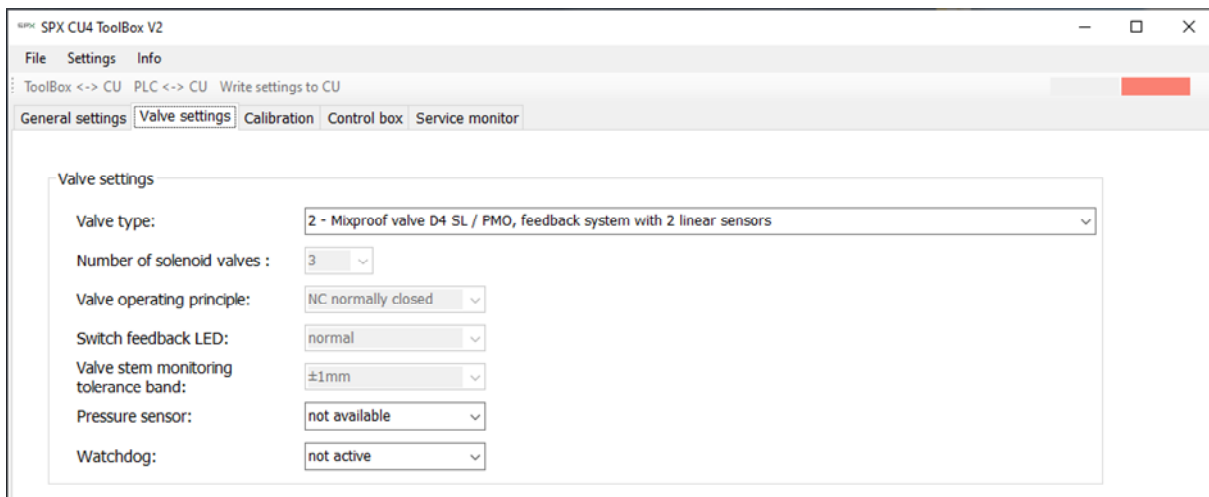 SPX SPX CU4 ToolBox V2
File Settings Info
ToolBox <-> CU PLC <-> CU Write settings to CU
General settings Valve settings Calibration Control box Service monitor
Valve settings
Valve type: 2 - Mixproof valve D4 SL / PMO, feedback system with 2 linear sensors
Number of solenoid valves : 3
Valve operating principle: NC normally closed
Switch feedback LED: normal
Valve stem monitoring
tolerance band: ±1mm
Pressure sensor: not available
Watchdog: not active